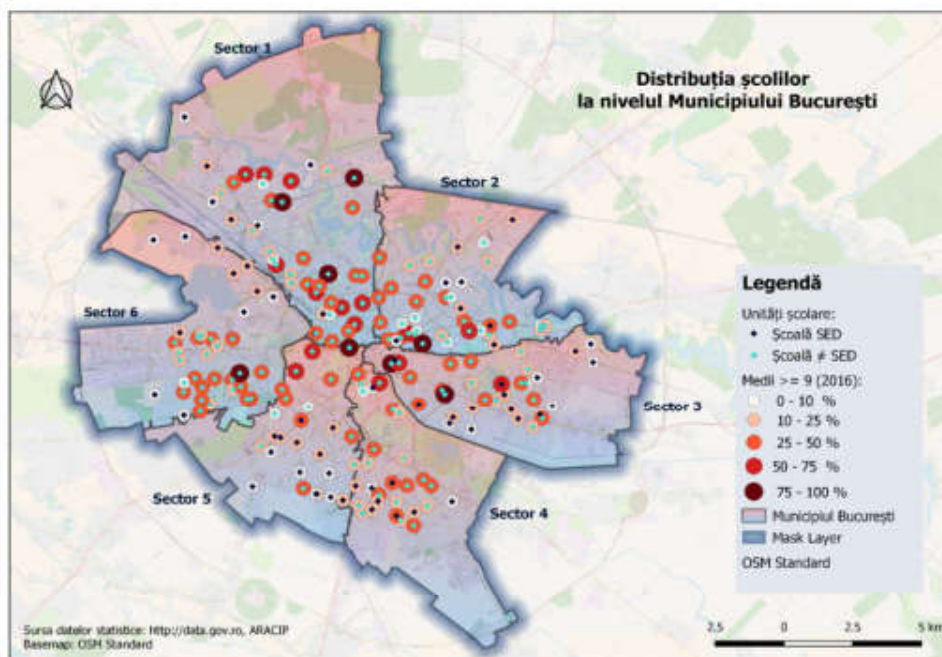 Sector 1
Distribuția școlilor
la nivelul Municipiului București
Sector 2
Sector 6
Sector 3
Sector 5
Sector 4
Legendă
Unități școlare:
Școală SED
Școală ≠ SED
Medii >= 9 (2016):
0 - 10 %
10 - 25 %
25 - 50 %
50 - 75 %
75 - 100 %
Municipiul București
Mask Layer
OSM Standard
Sursa datelor statistice: http://data.gov.ro, ARACIP
Basemap: OSM Standard
2.5 0 2.5 5 km